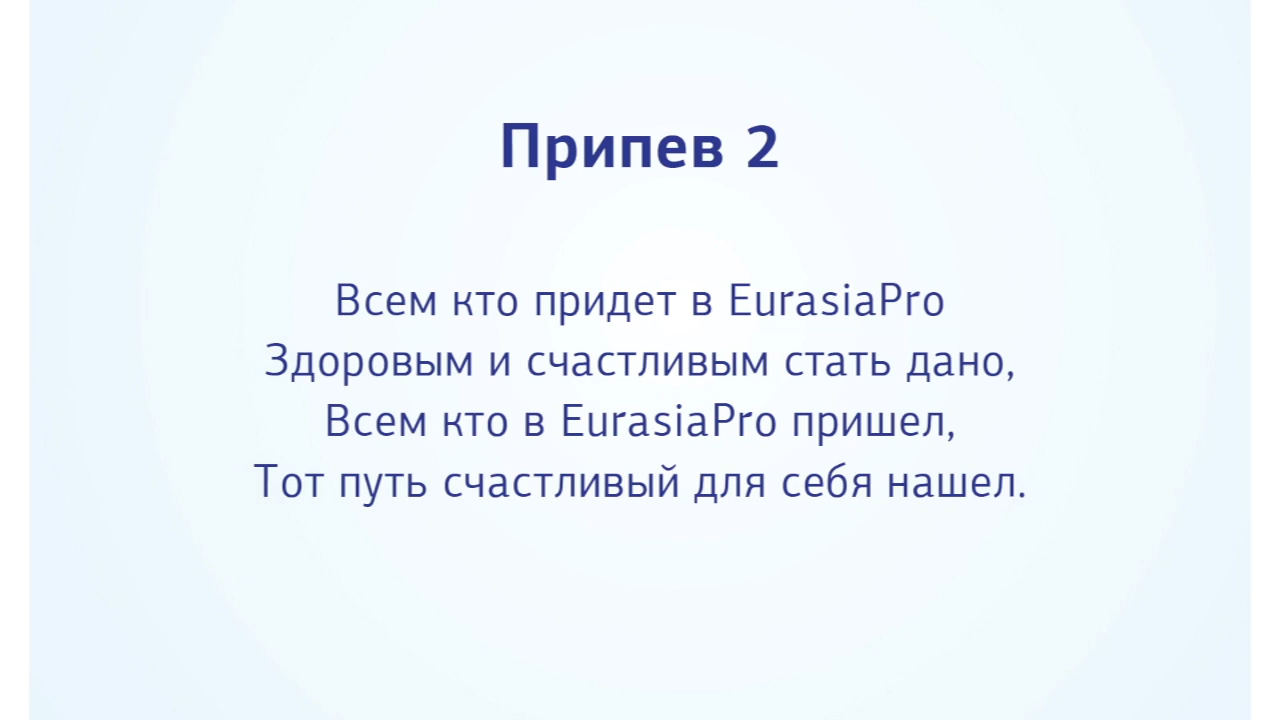 Припев 2
Всем кто придет в EurasiaPro
Здоровым и счастливым стать дано,
Всем кто в EurasiaPro пришел,
Тот путь счастливый для себя нашел.